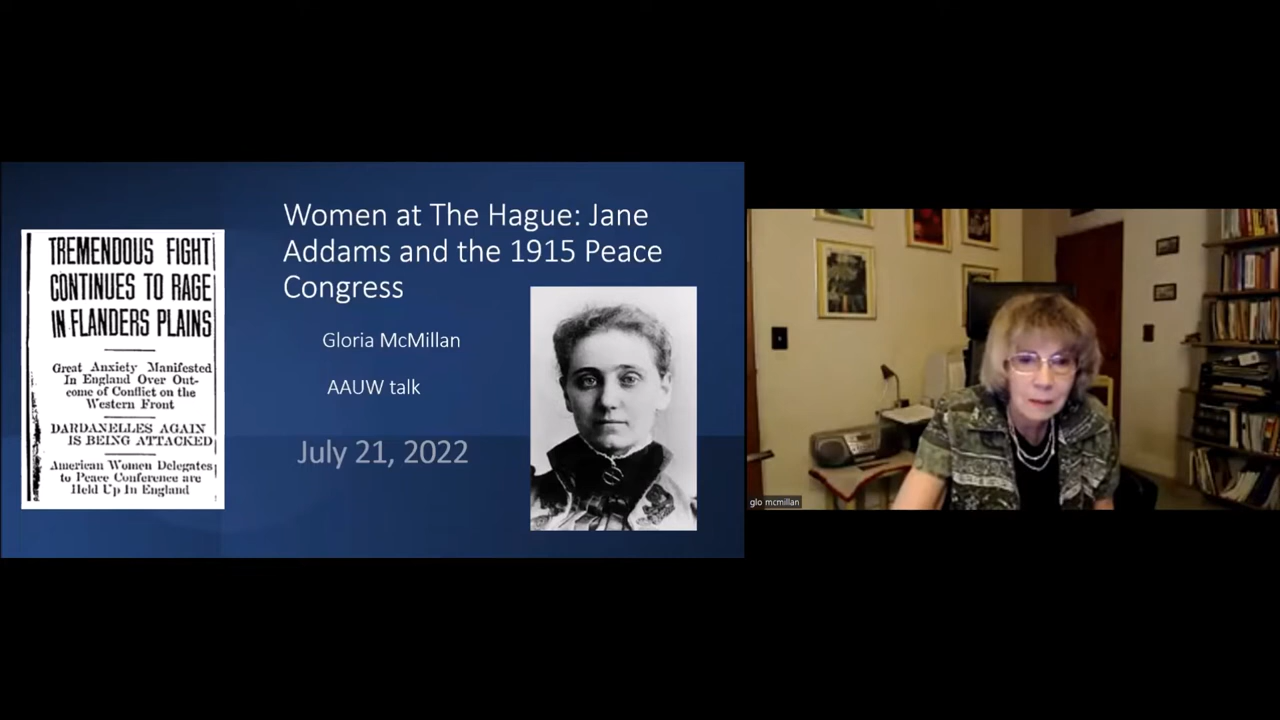 TREMENDOUS FIGHT
CONTINUES TO RAGE
IN FLANDERS PLAINS
Great Anxiety Manifested
In England Over Out-
come of Conflict on the
Western Front
DARDANELLES AGAIN
IS BEING ATTACKED
American Women Delegates
to Peace Conference are
Held Up In England
Women at The Hague: Jane
Addams and the 1915 Peace
Congress
Gloria McMillan
AAUW talk
July 21, 2022
glo mcmillan